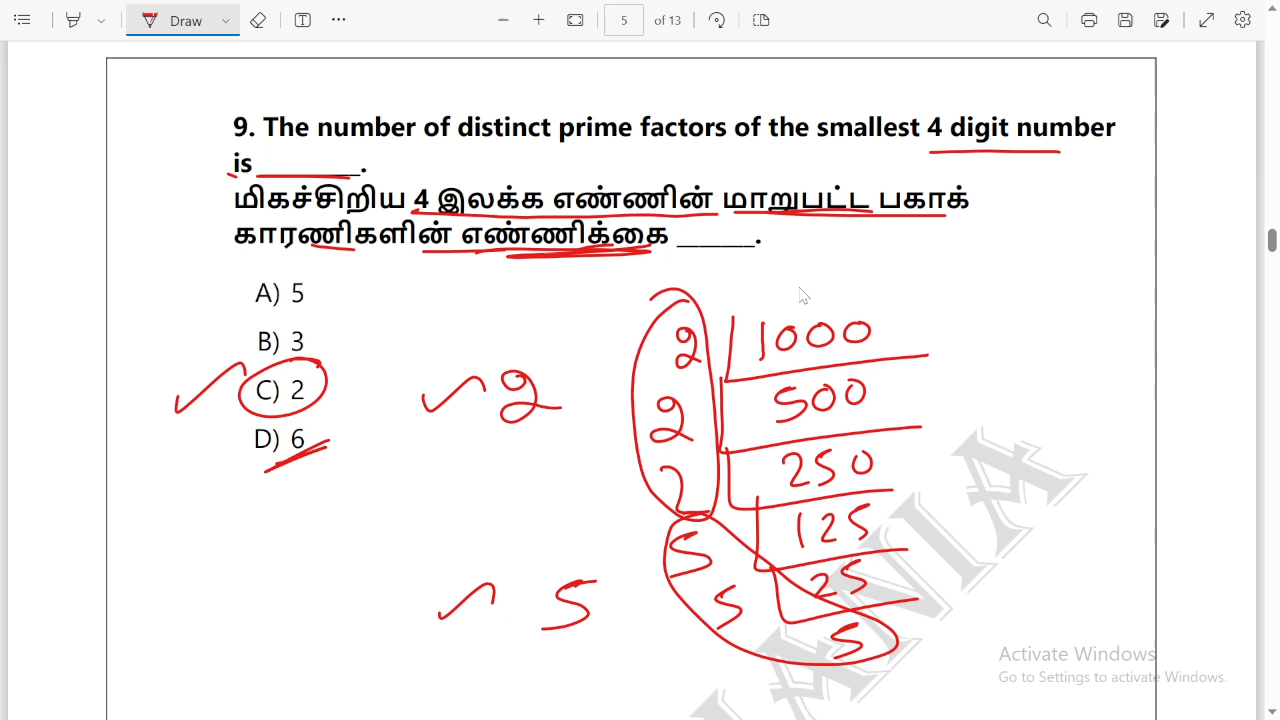 Draw
5 of 13
9. The number of distinct prime factors of the smallest 4 digit number
is ________.
மிகச்சிறிய 4 இலக்க எண்ணின் மாறுபட்ட பகாக்
காரணிகளின் எண்ணிக்கை ______.
A) 5
B) 3
C) 2
D) 6
2 1000
2 500
2 250
5 125
5 25
5
2
5
Activate Windows
Go to Settings to activate Windows.